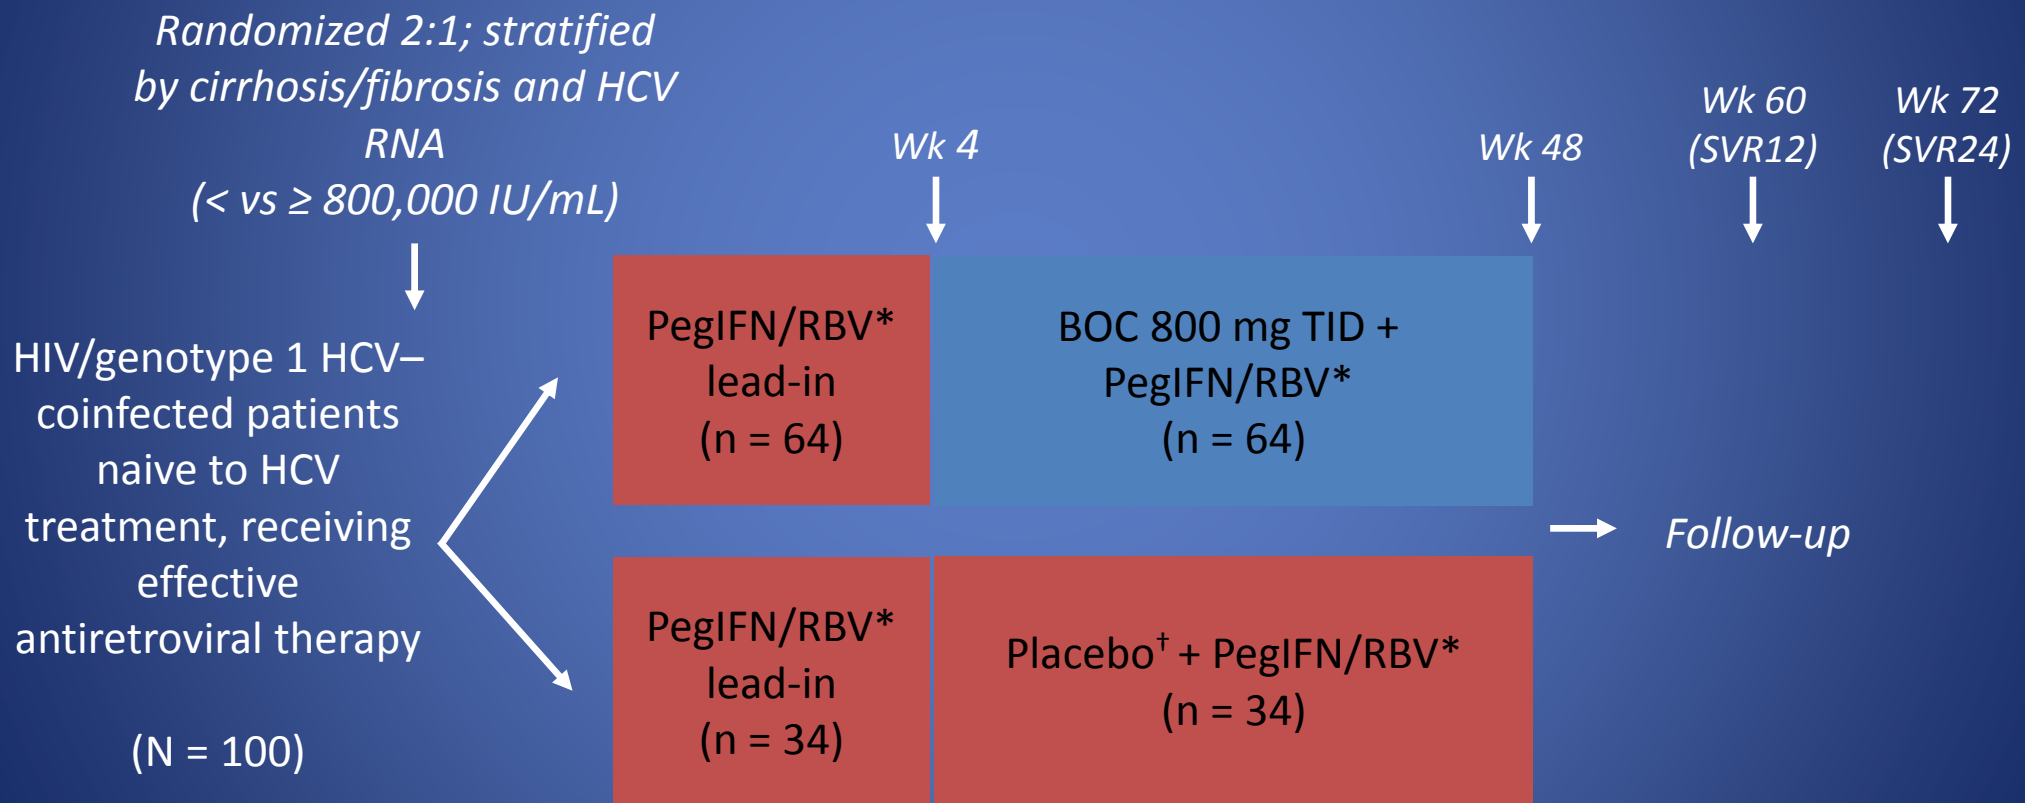 Randomized 2:1; stratified
by cirrhosis/fibrosis and HCV
RNA
(< vs ≥ 800,000 IU/mL)
Wk 4
Wk 48
Wk 60
(SVR12)
Wk 72
(SVR24)
HIV/genotype 1 HCV–
coinfected patients
naive to HCV
treatment, receiving
effective
antiretroviral therapy
(N = 100)
PegIFN/RBV*
lead-in
(n = 64)
BOC 800 mg TID +
PegIFN/RBV*
(n = 64)
PegIFN/RBV*
lead-in
(n = 34)
Placebo† + PegIFN/RBV*
(n = 34)
Follow-up